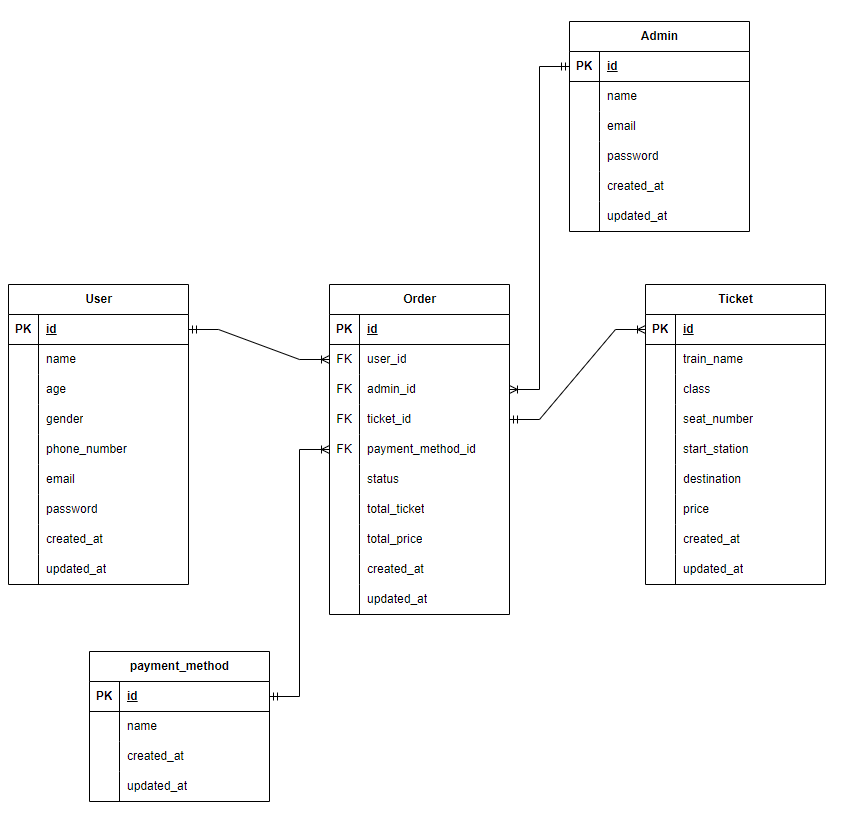 Admin
PK id
name
email
password
created_at
updated_at
User
PK id
name
age
gender
phone_number
email
password
created_at
updated_at
Order
PK id
FK user_id
FK admin_id
FK ticket_id
FK payment_method_id
status
total_ticket
total_price
created_at
updated_at
Ticket
PK id
train_name
class
seat_number
start_station
destination
price
created_at
updated_at
payment_method
PK id
name
created_at
updated_at